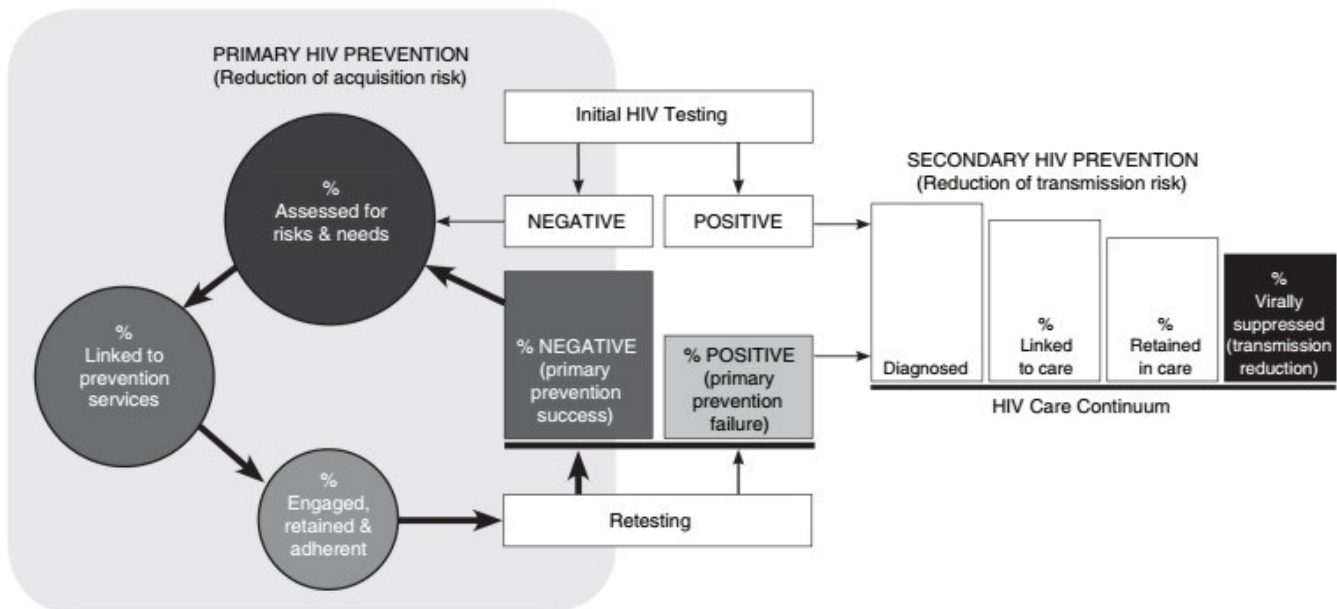 PRIMARY HIV PREVENTION
(Reduction of acquisition risk)
Initial HIV Testing
NEGATIVE
POSITIVE
%
Assessed for
risks & needs
%
Linked to
prevention
services
%
Engaged,
retained &
adherent
Retesting
% NEGATIVE
(primary
prevention
success)
% POSITIVE
(primary
prevention
failure)
SECONDARY HIV PREVENTION
(Reduction of transmission risk)
Diagnosed
%
Linked
to care
%
Retained
in care
%
Virally
suppressed
(transmission
reduction)
HIV Care Continuum